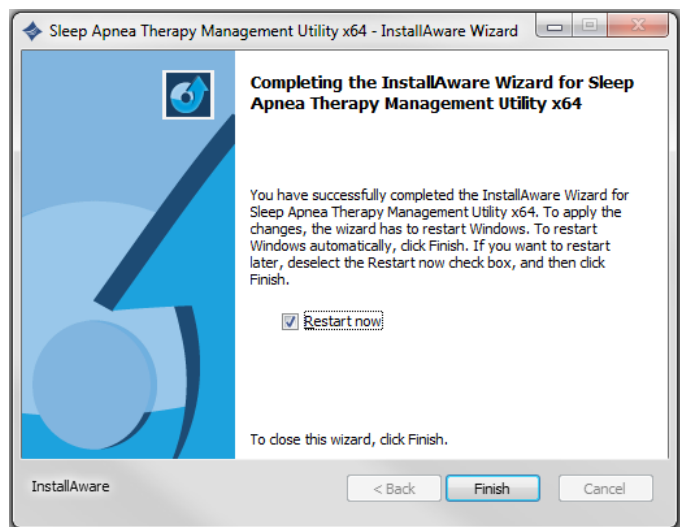 Sleep Apnea Therapy Management Utility x64 - InstallAware Wizard
Completing the InstallAware Wizard for Sleep
Apnea Therapy Management Utility x64
You have successfully completed the InstallAware Wizard for
Sleep Apnea Therapy Management Utility x64. To apply the
changes, the wizard has to restart Windows. To restart
Windows automatically, click Finish. If you want to restart
later, deselect the Restart now check box, and then click
Finish.
Restart now
To close this wizard, click Finish.
InstallAware
< Back
Finish
Cancel